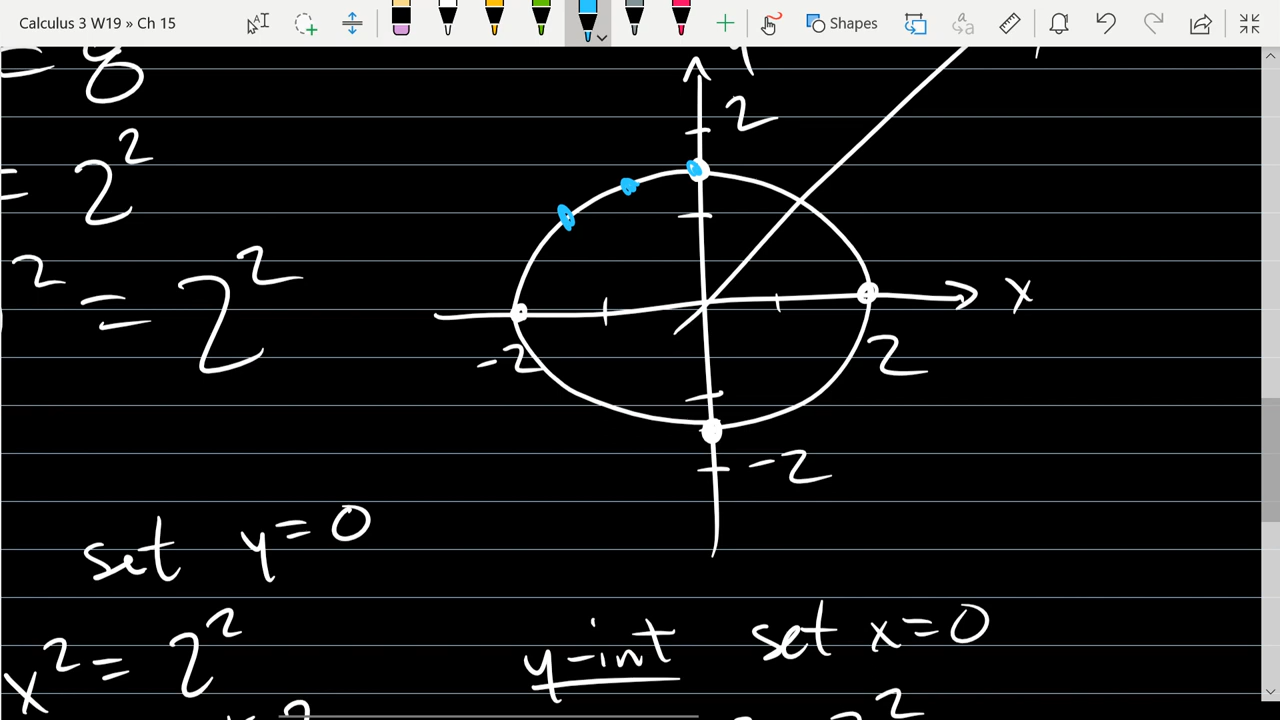 Calculus 3 W19 » Ch 15
Shapes
= 8
= 2²
² = 2²
y
2
x
-2
2
-2
set y=0
x² = 2²
y-int set x=0